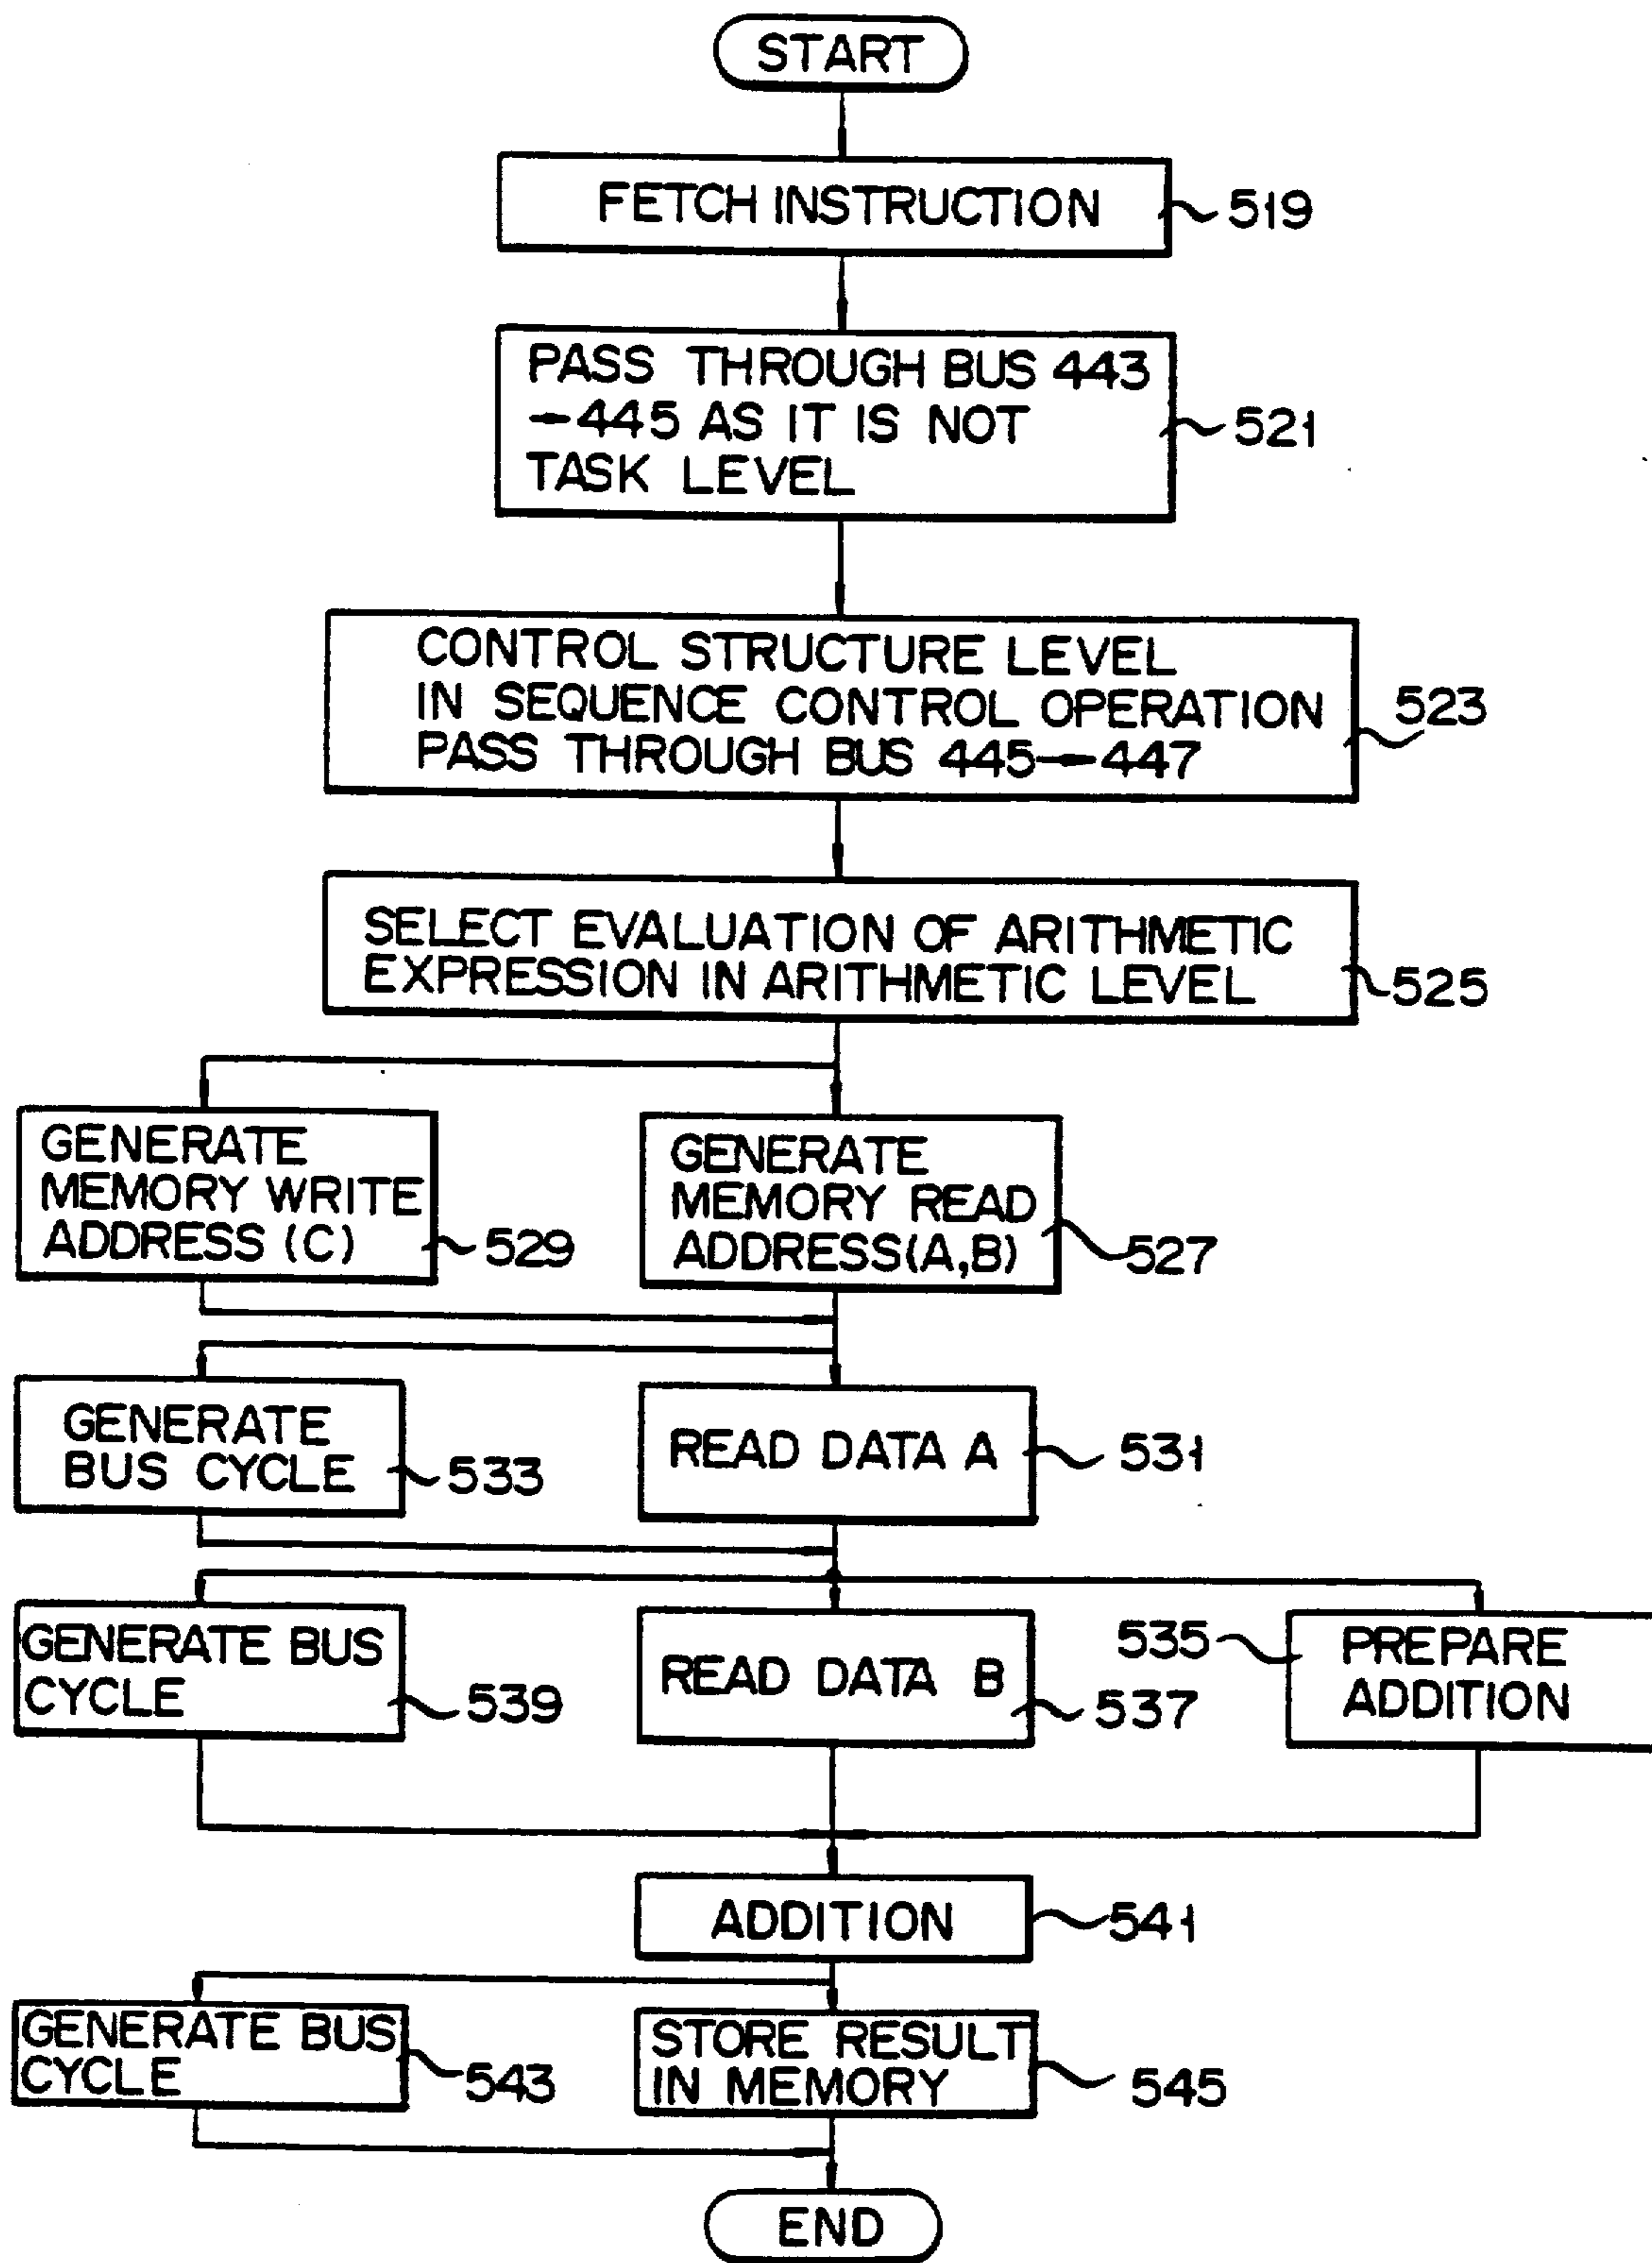 START
FETCH INSTRUCTION
519
PASS THROUGH BUS 443
→445 AS IT IS NOT
TASK LEVEL
521
CONTROL STRUCTURE LEVEL
IN SEQUENCE CONTROL OPERATION
PASS THROUGH BUS 445→447
523
SELECT EVALUATION OF ARITHMETIC
EXPRESSION IN ARITHMETIC LEVEL
525
GENERATE
MEMORY WRITE
ADDRESS (C)
529
GENERATE
MEMORY READ
ADDRESS(A,B)
527
GENERATE
BUS CYCLE
533
READ DATA A
531
GENERATE BUS
CYCLE
539
READ DATA B
537
535
PREPARE
ADDITION
ADDITION
541
GENERATE BUS
CYCLE
543
STORE RESULT
IN MEMORY
545
END